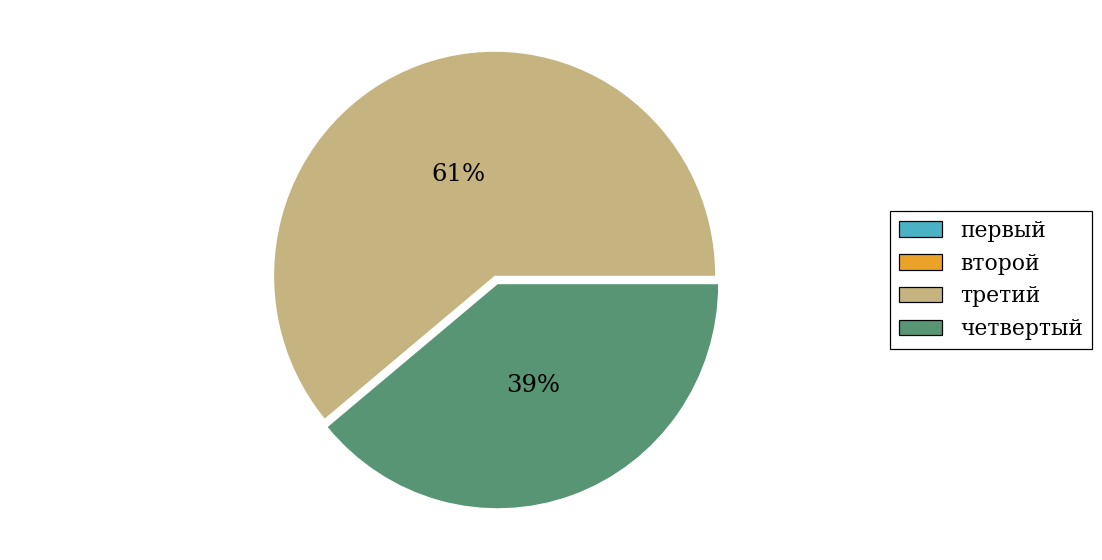 61%
39%
первый
второй
третий
четвертый